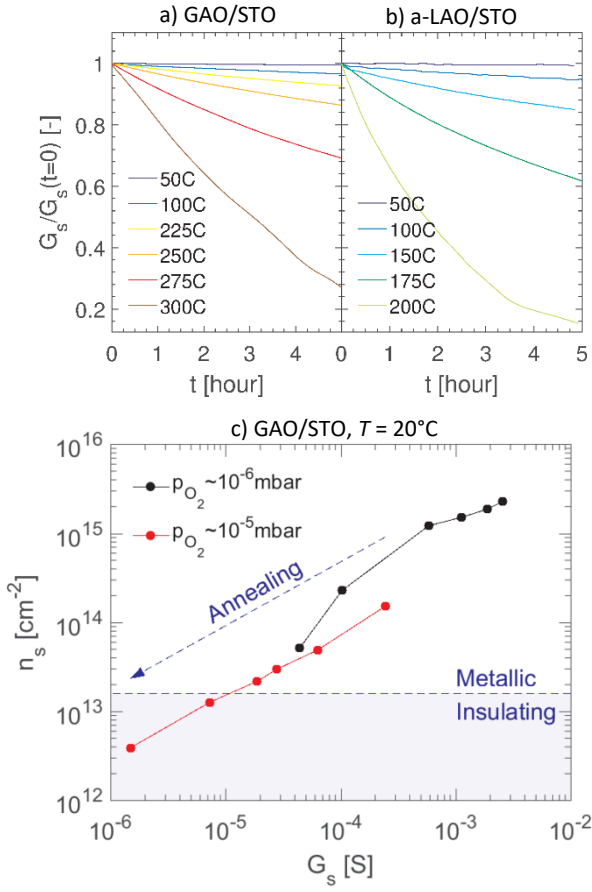 a) GAO/STO
b) a-LAO/STO
G_s/G_s(t=0) [-]
1
0.8
0.6
0.4
0.2
50C
100C
225C
250C
275C
300C
50C
100C
150C
175C
200C
0 1 2 3 4 0 1 2 3 4 5
t [hour]
t [hour]
c) GAO/STO, T = 20°C
n_s [cm^-2]
10^16
10^15
10^14
10^13
10^12
p_O_2 ~10^-6 mbar
p_O_2 ~10^-5 mbar
Annealing
Metallic
Insulating
10^-6 10^-5 10^-4 10^-3 10^-2
G_s [S]